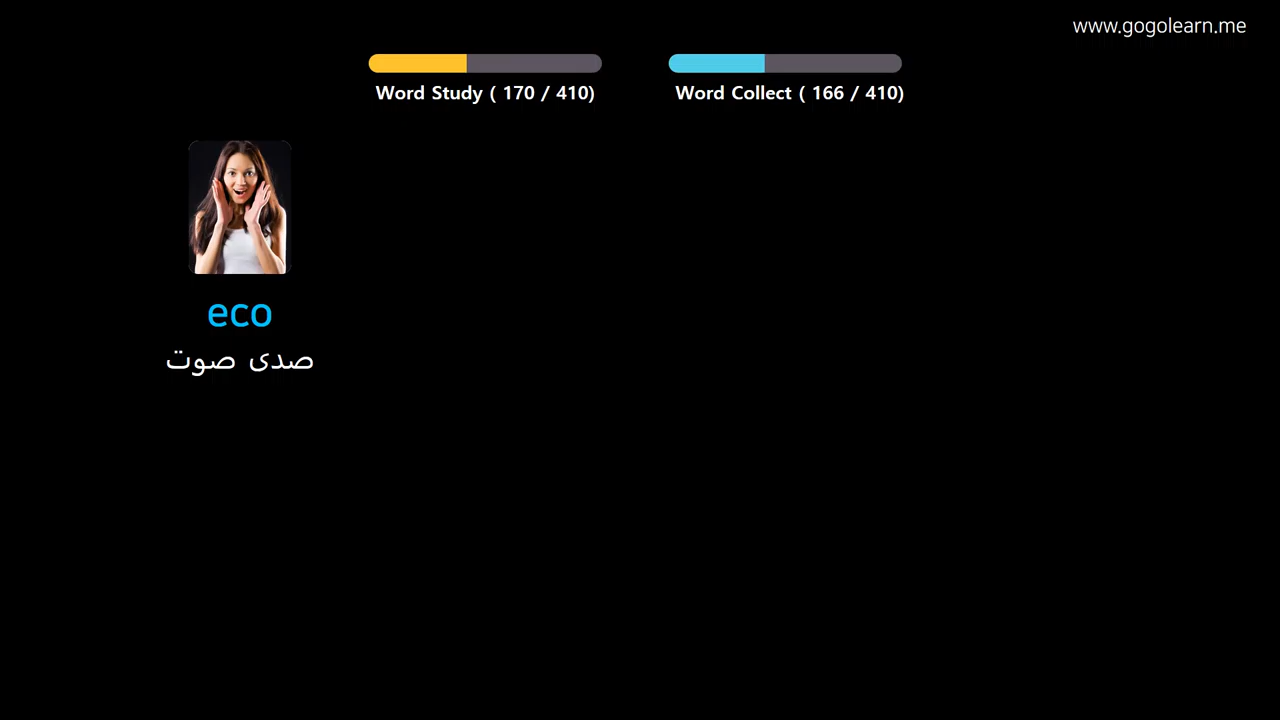 www.gogolearn.me
Word Study ( 170 / 410)
Word Collect ( 166 / 410)
eco
صدى صوت